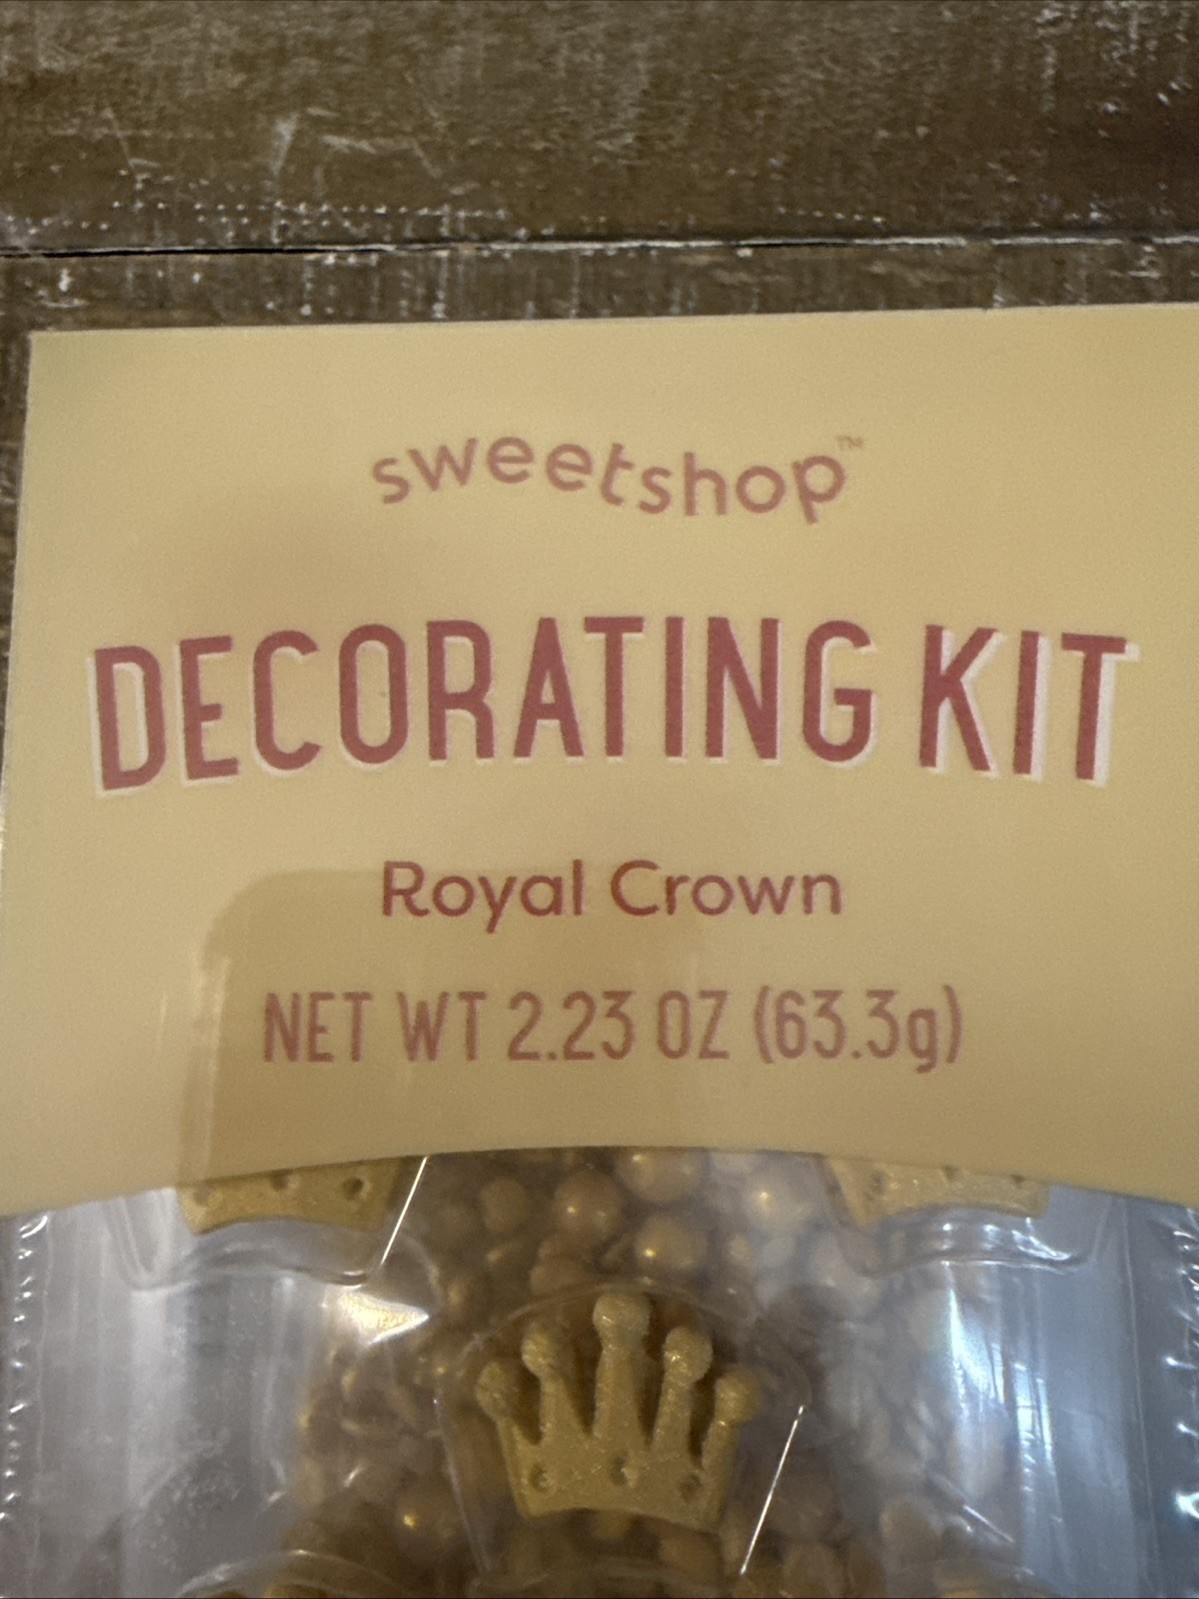 sweetshop™
DECORATING KIT
Royal Crown
NET WT 2.23 OZ (63.3g)